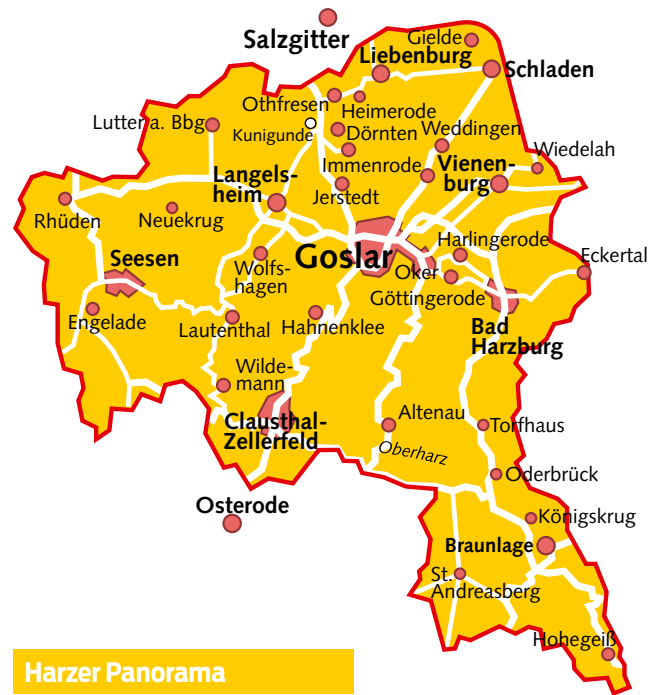 Salzgitter
Gielde
Liebenburg
Schladen
Othfresen
Heimerode
Lutter a. Bbg
Kunigunde
Dörnten
Weddingen
Immenrode
Vienen-
burg
Wiedelah
Langels-
heim
Jerstedt
Rhüden
Neuekrug
Goslar
Harlingerode
Seesen
Wolfs-
hagen
Oker
Eckertal
Göttingerode
Engelade
Lautenthal
Hahnenklee
Bad
Harzburg
Wilde-
mann
Clausthal-
Zellerfeld
Altenau
Torfhaus
Oberharz
Oderbrück
Osterode
Königskrug
Braunlage
St.
Andreasberg
Hohegeiß
Harzer Panorama